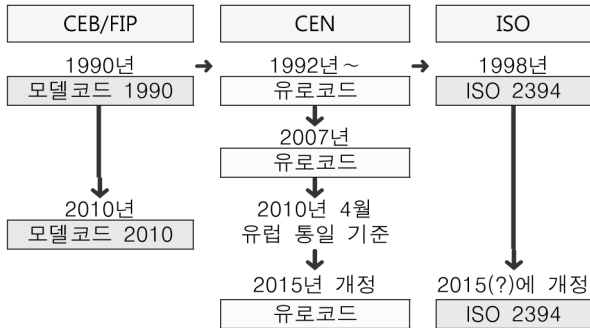 CEB/FIP
CEN
ISO
1990년
1992년~
1998년
모델코드 1990
유로코드
ISO 2394
2007년
유로코드
2010년
2010년 4월
모델코드 2010
유럽 통일 기준
2015년 개정
2015(?)에 개정
유로코드
ISO 2394